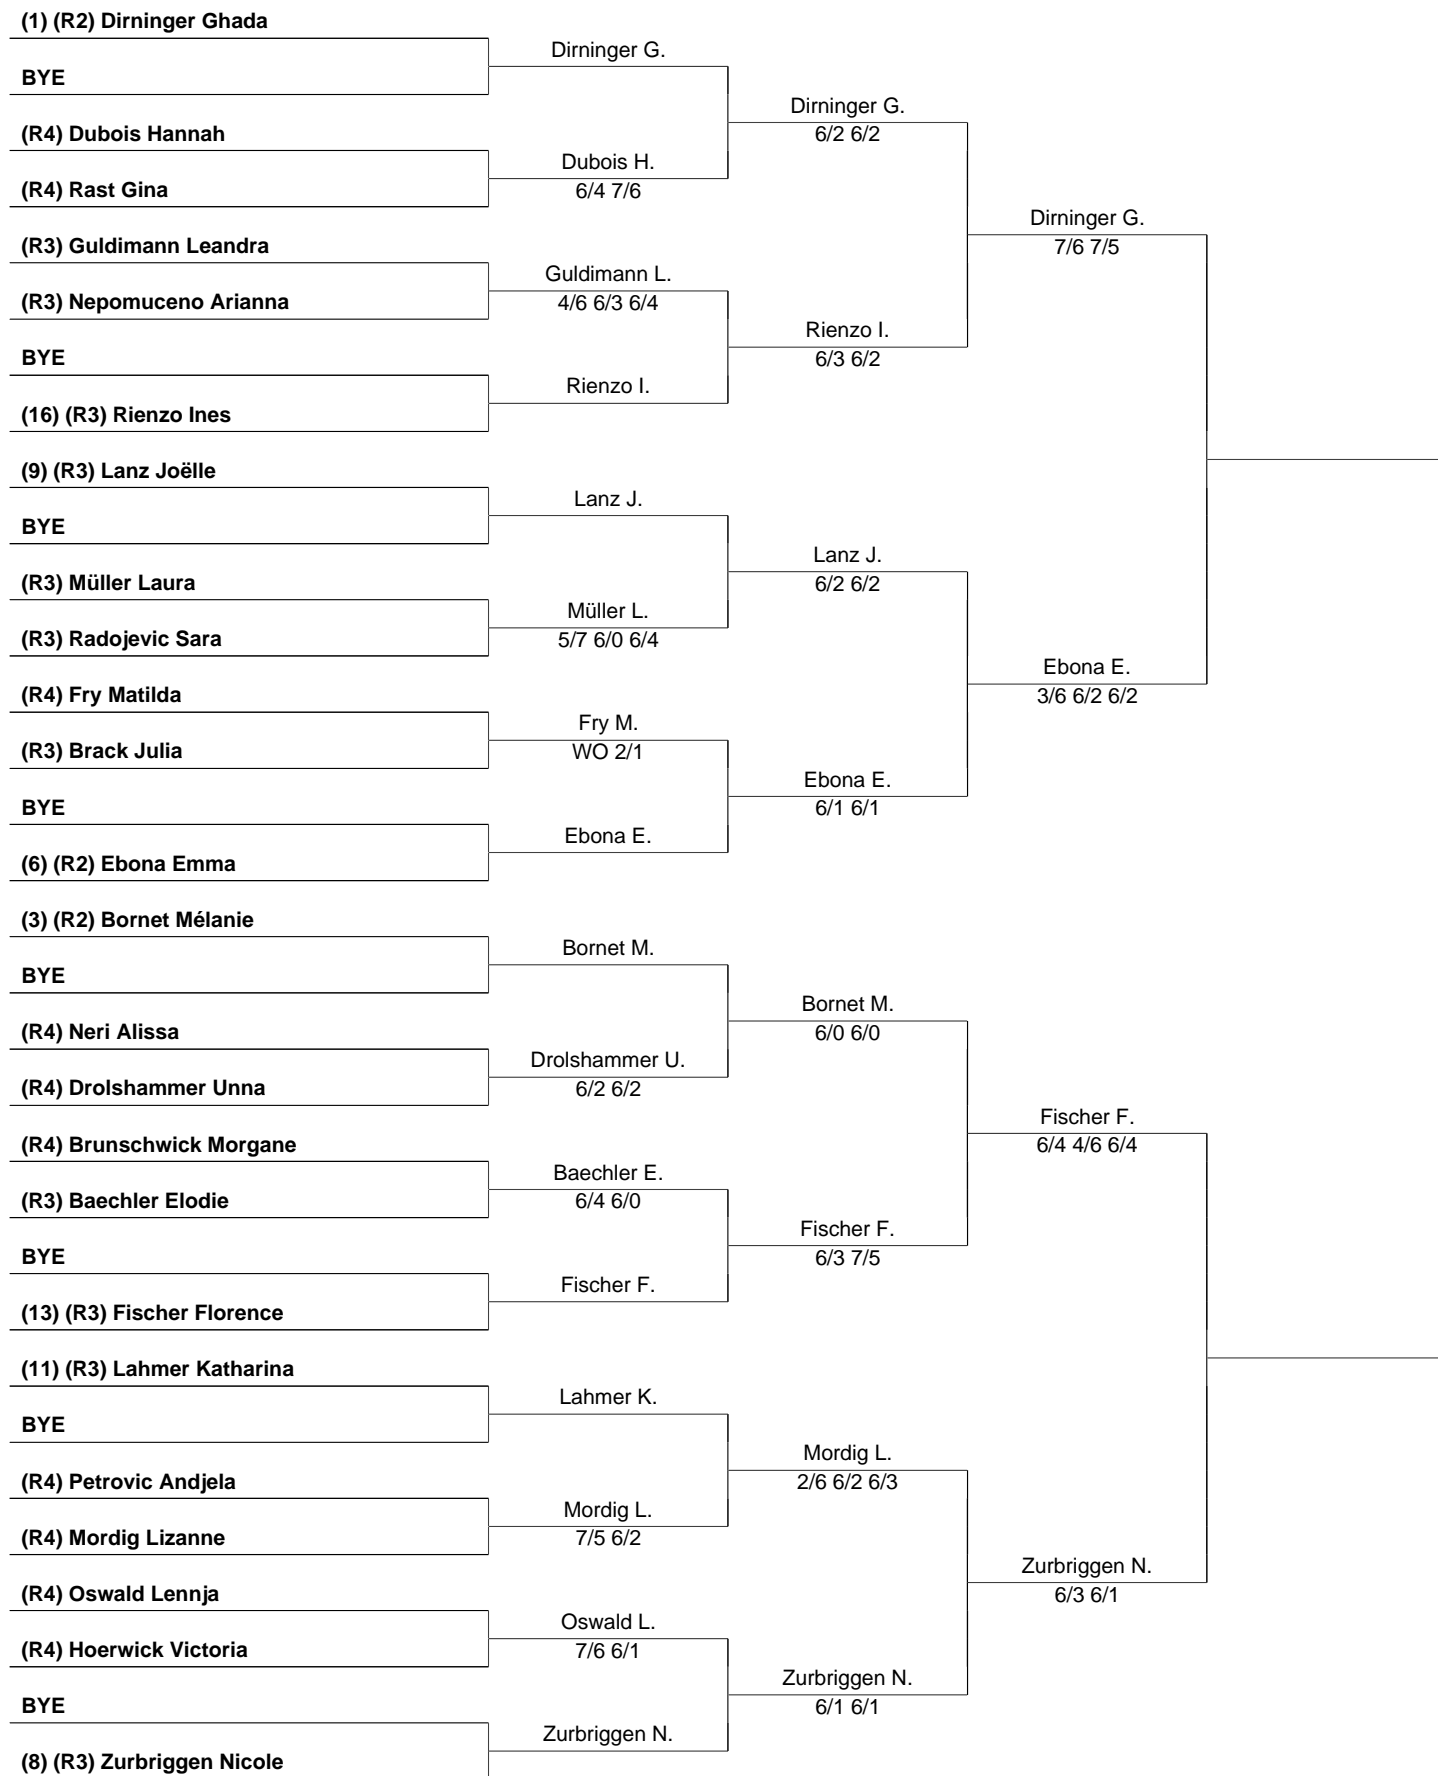 (1) (R2) Dirninger Ghada
BYE
(R4) Dubois Hannah
(R4) Rast Gina
(R3) Guldimann Leandra
(R3) Nepomuceno Arianna
BYE
(16) (R3) Rienzo Ines
(9) (R3) Lanz Joëlle
BYE
(R3) Müller Laura
(R3) Radojevic Sara
(R4) Fry Matilda
(R3) Brack Julia
BYE
(6) (R2) Ebona Emma
(3) (R2) Bornet Mélanie
BYE
(R4) Neri Alissa
(R4) Drolshammer Unna
(R4) Brunschwick Morgane
(R3) Baechler Elodie
BYE
(13) (R3) Fischer Florence
(11) (R3) Lahmer Katharina
BYE
(R4) Petrovic Andjela
(R4) Mordig Lizanne
(R4) Oswald Lennja
(R4) Hoerwick Victoria
BYE
(8) (R3) Zurbriggen Nicole
Dirninger G.
Dubois H.
6/4 7/6
Guldimann L.
4/6 6/3 6/4
Rienzo I.
Lanz J.
Müller L.
5/7 6/0 6/4
Fry M.
WO 2/1
Ebona E.
Bornet M.
Drolshammer U.
6/2 6/2
Baechler E.
6/4 6/0
Fischer F.
Lahmer K.
Mordig L.
7/5 6/2
Oswald L.
7/6 6/1
Zurbriggen N.
Dirninger G.
6/2 6/2
Rienzo I.
6/3 6/2
Lanz J.
6/2 6/2
Ebona E.
6/1 6/1
Bornet M.
6/0 6/0
Fischer F.
6/3 7/5
Mordig L.
2/6 6/2 6/3
Zurbriggen N.
6/1 6/1
Dirninger G.
7/6 7/5
Ebona E.
3/6 6/2 6/2
Fischer F.
6/4 4/6 6/4
Zurbriggen N.
6/3 6/1